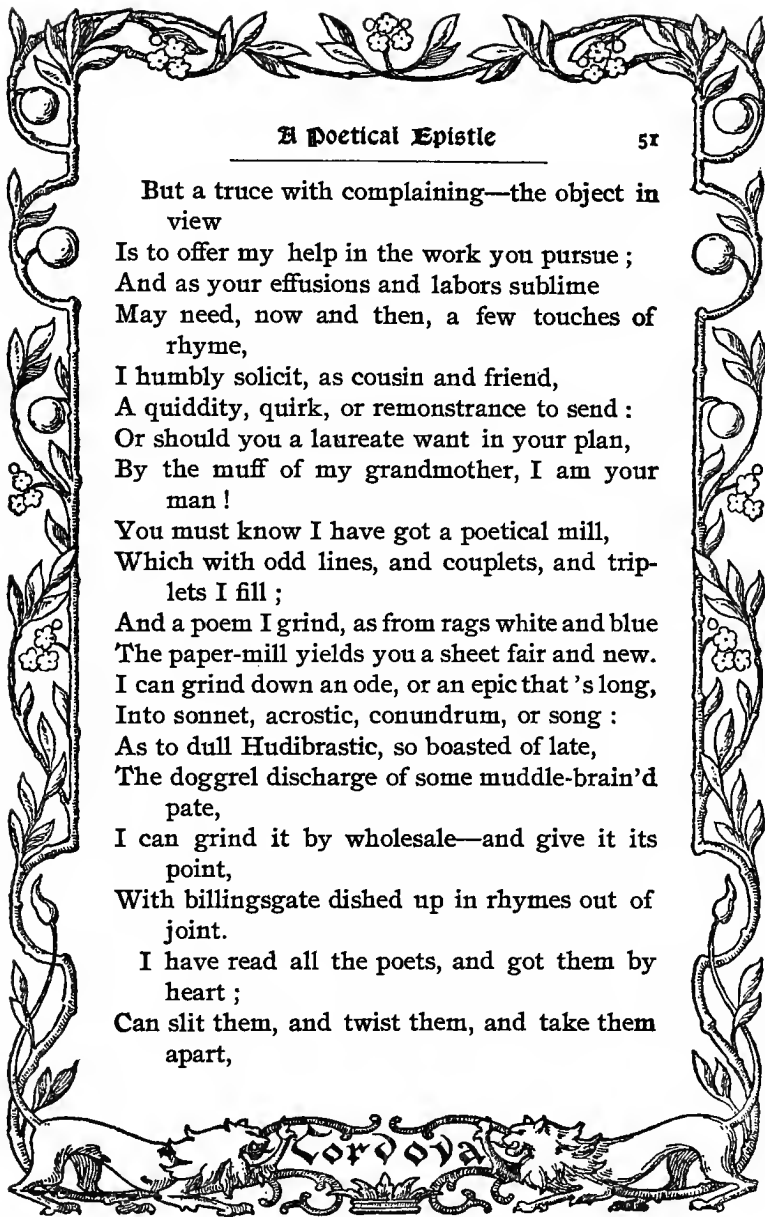 A Poetical Epistle 51
But a truce with complaining—the object in
view
Is to offer my help in the work you pursue ;
And as your effusions and labors sublime
May need, now and then, a few touches of
rhyme,
I humbly solicit, as cousin and friend,
A quiddity, quirk, or remonstrance to send :
Or should you a laureate want in your plan,
By the muff of my grandmother, I am your
man !
You must know I have got a poetical mill,
Which with odd lines, and couplets, and trip-
lets I fill ;
And a poem I grind, as from rags white and blue
The paper-mill yields you a sheet fair and new.
I can grind down an ode, or an epic that 's long,
Into sonnet, acrostic, conundrum, or song :
As to dull Hudibrastic, so boasted of late,
The doggrel discharge of some muddle-brain'd
pate,
I can grind it by wholesale—and give it its
point,
With billingsgate dished up in rhymes out of
joint.
I have read all the poets, and got them by
heart ;
Can slit them, and twist them, and take them
apart,
Cordova